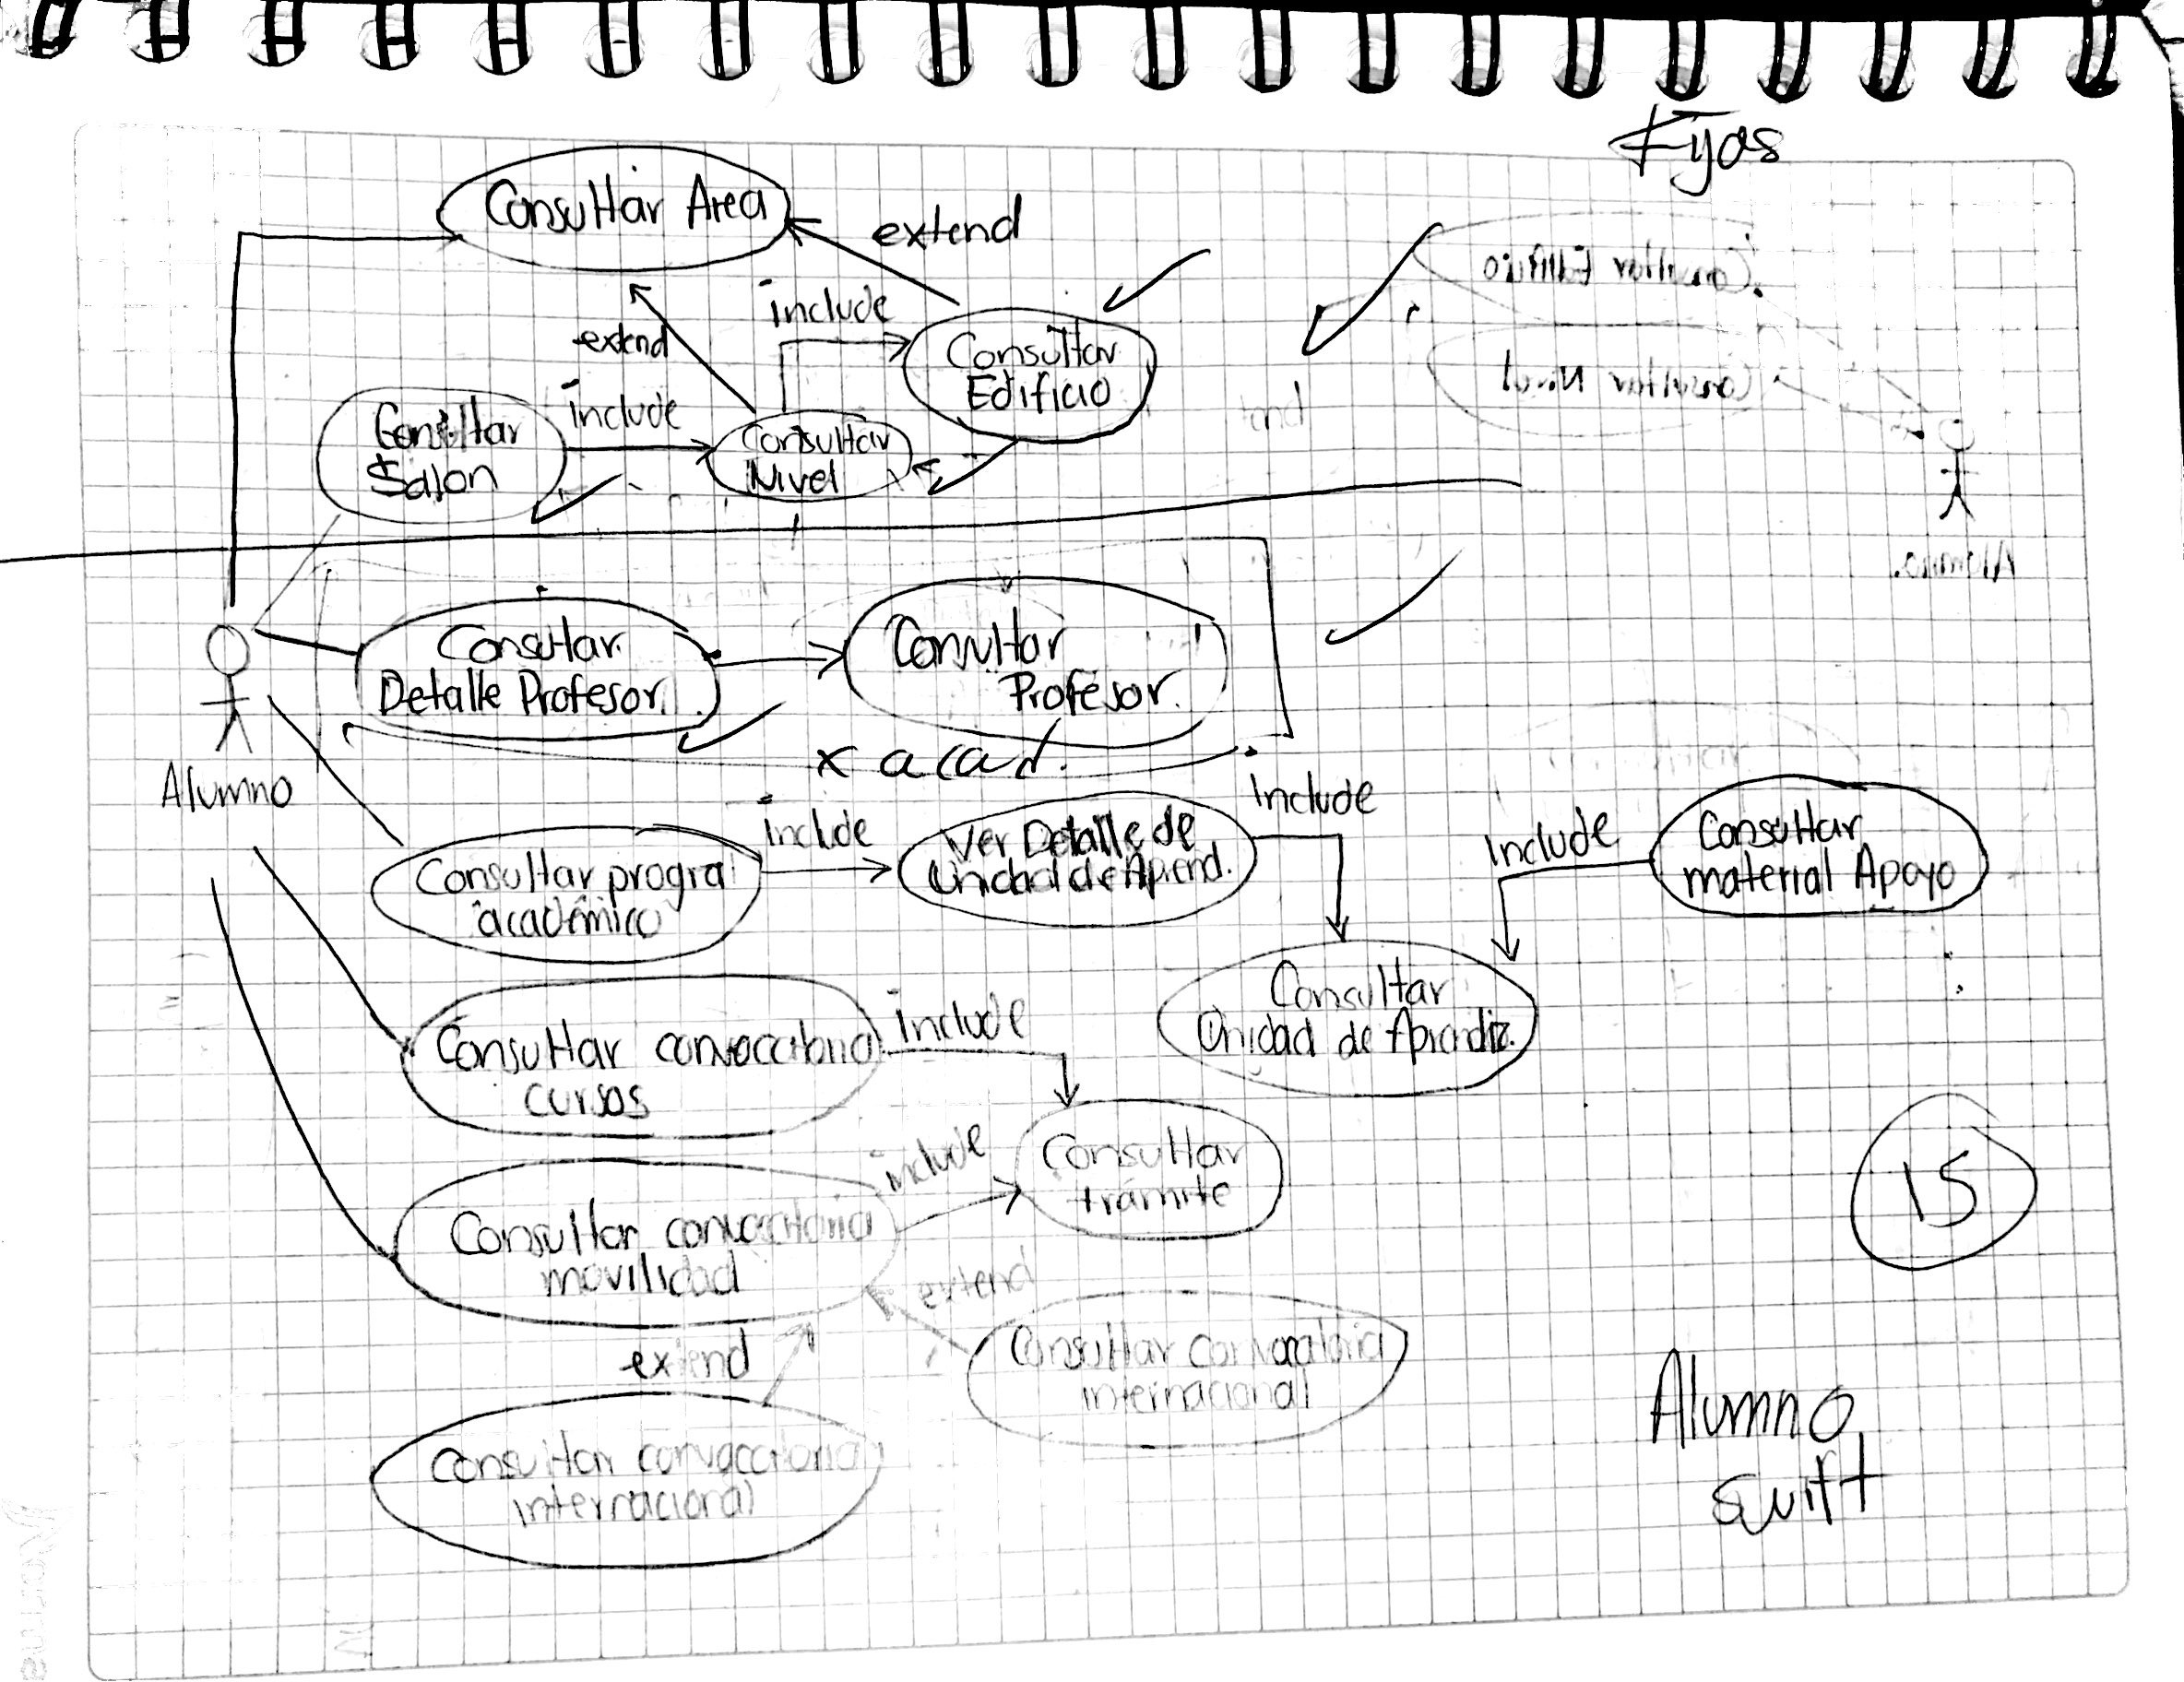 Fijas
Consultar Area
extend
include
extend
Consultar
Edificio
include
Consultar
Salon
Consultar
Nivel
Consultar
Detalle Profesor.
Consultar
Profesor.
x acad.
Alumno
include
include
Ver Detalle de
Unidad de Aprend.
include
Consultar
material Apoyo
Consultar progra
académico
Consultar
Unidad de Aprendiz.
include
Consultar convocatoria
cursos
include
Consultar
trámite
15
Consultar convocatoria
movilidad
extend
extend
Consultar convocatoria
internacional
Consultar convocatoria
internacional
Alumno
Swift